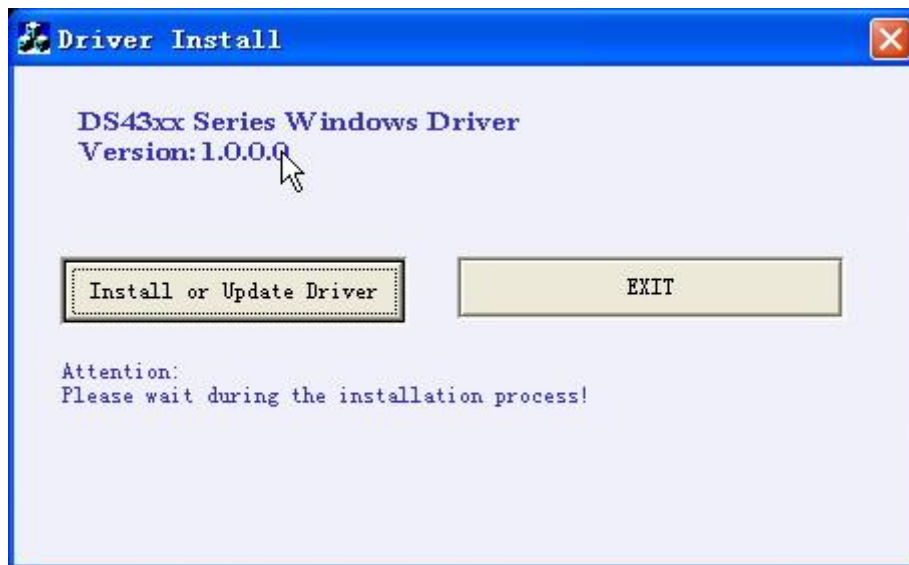 Driver Install
DS43xx Series Windows Driver
Version: 1.0.0.0
Install or Update Driver
EXIT
Attention:
Please wait during the installation process!